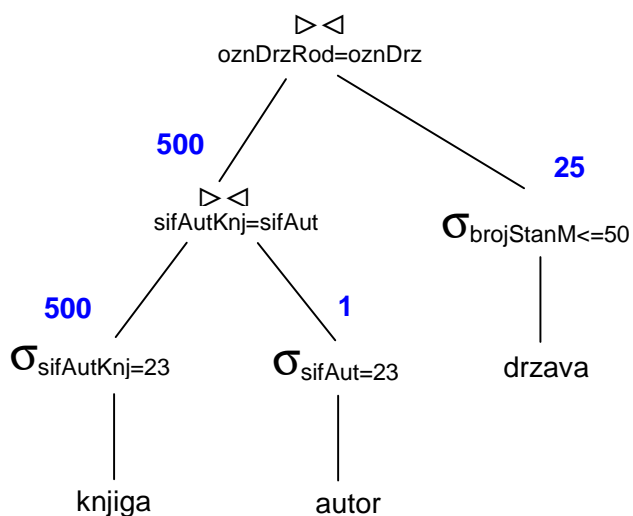 ▷◁
oznDrzRod=oznDrz
500
25
▷◁
sifAutKnj=sifAut
σbrojStanM<=50
500
1
σsifAutKnj=23
σsifAut=23
drzava
knjiga
autor